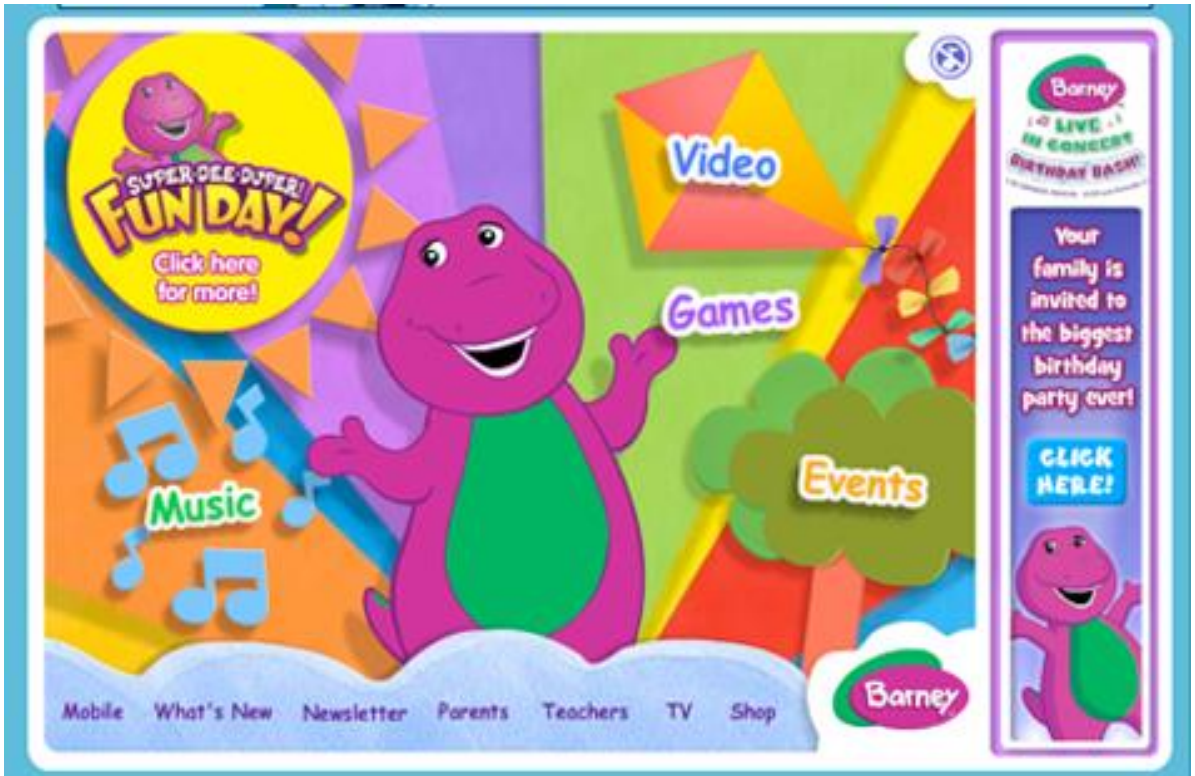 SUPER-DEE-DUPER!
FUN DAY!
Click here
for more!
Video
Games
Music
Events
Mobile What's New Newsletter Parents Teachers TV Shop
Barney
Barney
LIVE
IN CONCERT
BIRTHDAY BASH!
Your
family is
invited to
the biggest
birthday
party ever!
CLICK
HERE!